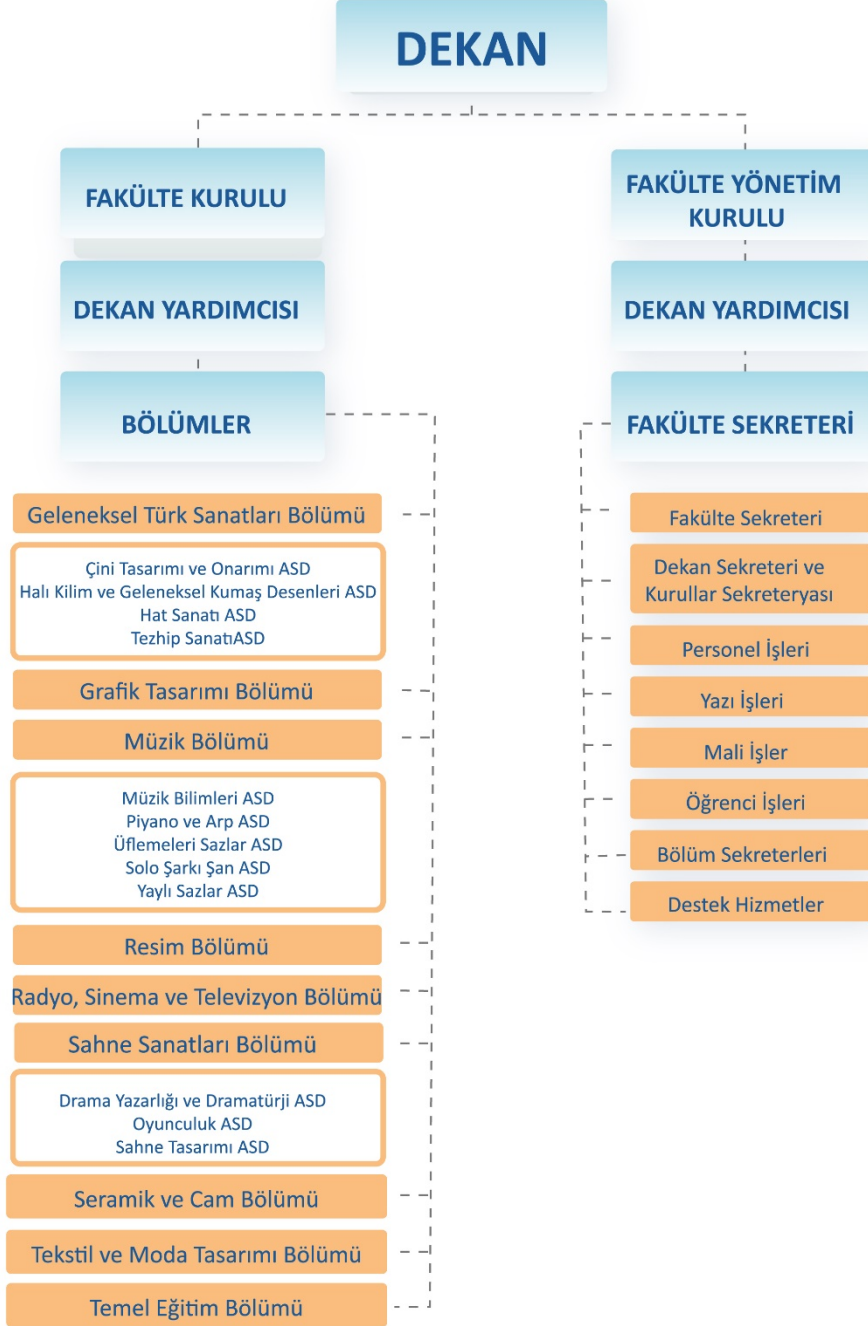 DEKAN
FAKÜLTE KURULU
DEKAN YARDIMCISI
BÖLÜMLER
Geleneksel Türk Sanatları Bölümü
Çini Tasarımı ve Onarımı ASD
Halı Kilim ve Geleneksel Kumaş Desenleri ASD
Hat Sanatı ASD
Tezhip SanatıASD
Grafik Tasarımı Bölümü
Müzik Bölümü
Müzik Bilimleri ASD
Piyano ve Arp ASD
Üflemeleri Sazlar ASD
Solo Şarkı Şan ASD
Yaylı Sazlar ASD
Resim Bölümü
Radyo, Sinema ve Televizyon Bölümü
Sahne Sanatları Bölümü
Drama Yazarlığı ve Dramatürji ASD
Oyunculuk ASD
Sahne Tasarımı ASD
Seramik ve Cam Bölümü
Tekstil ve Moda Tasarımı Bölümü
Temel Eğitim Bölümü
FAKÜLTE YÖNETİM
KURULU
DEKAN YARDIMCISI
FAKÜLTE SEKRETERİ
Fakülte Sekreteri
Dekan Sekreteri ve
Kurullar Sekreteryası
Personel İşleri
Yazı İşleri
Mali İşler
Öğrenci İşleri
Bölüm Sekreterleri
Destek Hizmetler